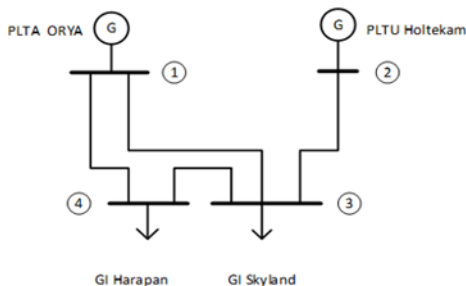 PLTA ORYA
G
G
PLTU Holtekam
1
2
4
3
GI Harapan
GI Skyland